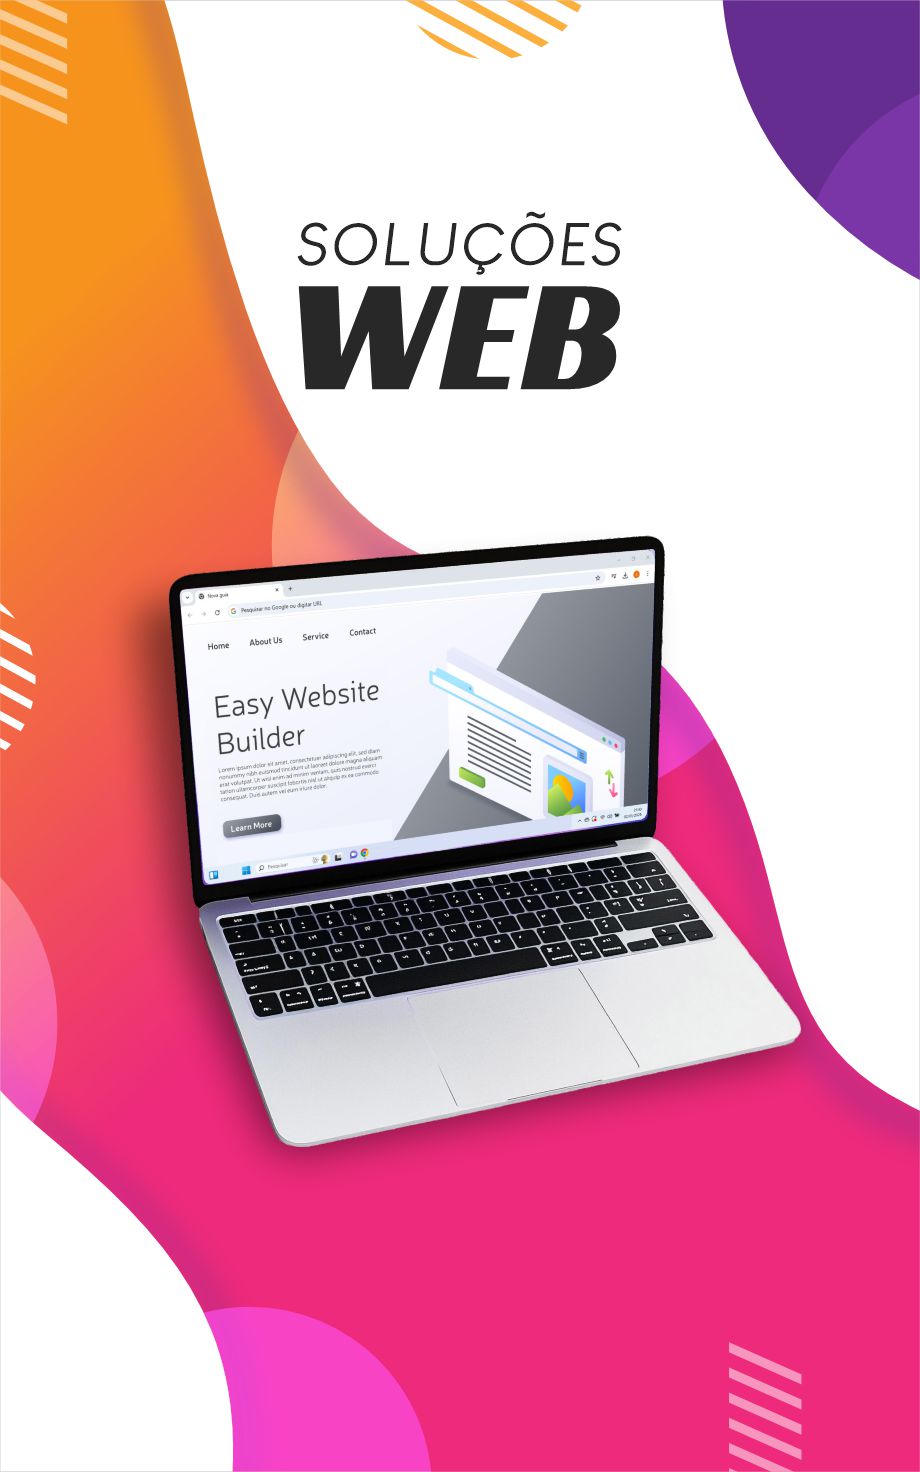 SOLUÇÕES
WEB
Nova guia
Pesquisar no Google ou digitar URL
Home About Us Service Contact
Easy Website
Builder
Lorem ipsum dolor sit amet, consectetuer adipiscing elit, sed diam
nonummy nibh euismod tincidunt ut laoreet dolore magna aliquam
erat volutpat. Ut wisi enim ad minim veniam, quis nostrud exerci
tation ullamcorper suscipit lobortis nisl ut aliquip ex ea commodo
consequat. Duis autem vel eum iriure dolor.
Learn More
Pesquisar